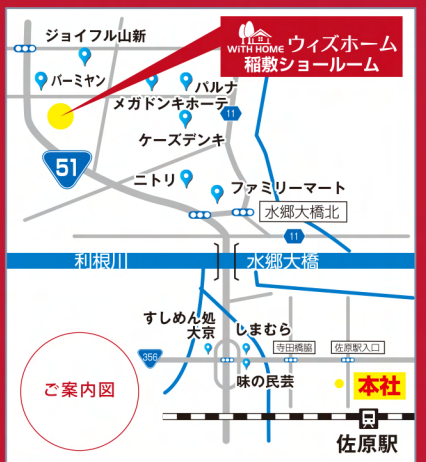 ジョイフル山新
WITH HOME ウィズホーム
稲敷ショールーム
バーミヤン
パルナ
メガドンキホーテ
11
ケーズデンキ
51
ニトリ
ファミリーマート
水郷大橋北
11
利根川
水郷大橋
すしめん処
大京
しまむら
寺田橋脇
佐原駅入口
356
味の民芸
ご案内図
本社
佐原駅